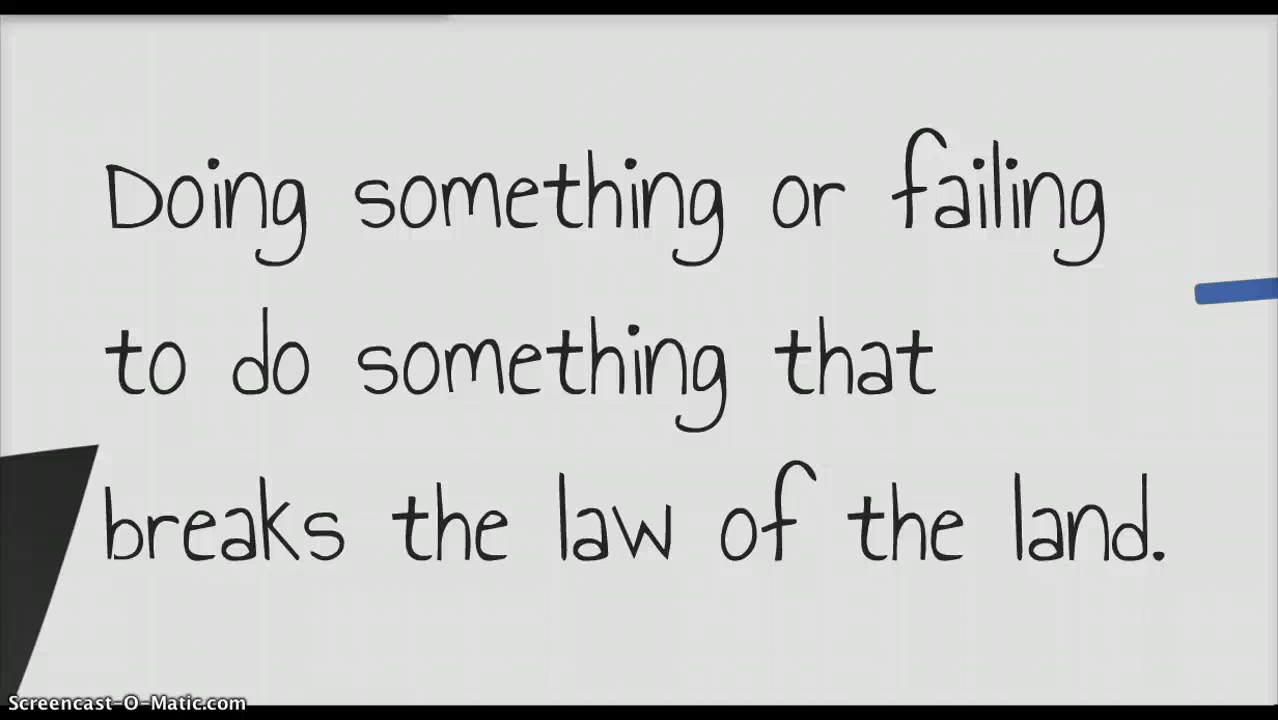 Doing something or failing
to do something that
breaks the law of the land.
Screencast-O-Matic.com